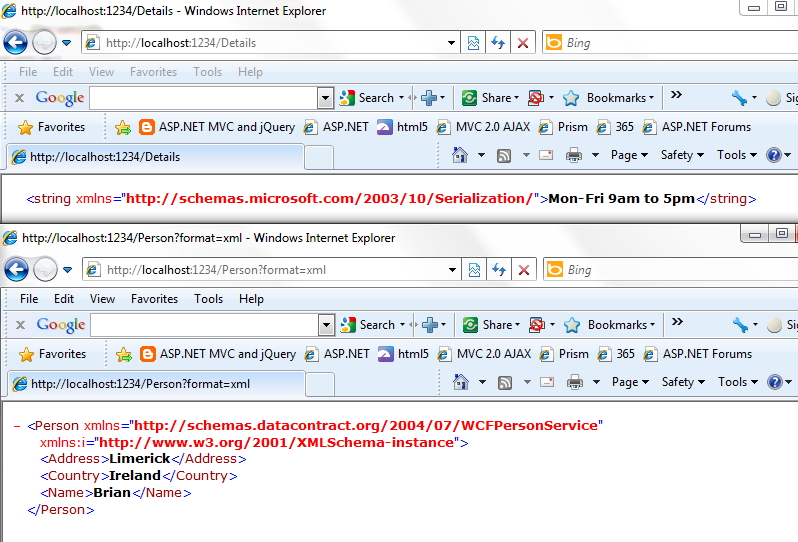 http://localhost:1234/Details - Windows Internet Explorer
http://localhost:1234/Details Bing
File Edit View Favorites Tools Help
x Google Search Share Bookmarks » Sign
Favorites ASP.NET MVC and jQuery ASP.NET html5 MVC 2.0 AJAX Prism 365 ASP.NET Forums
http://localhost:1234/Details Page Safety Tools
<string xmlns="http://schemas.microsoft.com/2003/10/Serialization/">Mon-Fri 9am to 5pm</string>
http://localhost:1234/Person?format=xml - Windows Internet Explorer
http://localhost:1234/Person?format=xml Bing
File Edit View Favorites Tools Help
x Google Search Share Bookmarks » Sign
Favorites ASP.NET MVC and jQuery ASP.NET html5 MVC 2.0 AJAX Prism 365 ASP.NET Forums
http://localhost:1234/Person?format=xml Page Safety Tools
- <Person xmlns="http://schemas.datacontract.org/2004/07/WCFPersonService"
xmlns:i="http://www.w3.org/2001/XMLSchema-instance">
<Address>Limerick</Address>
<Country>Ireland</Country>
<Name>Brian</Name>
</Person>